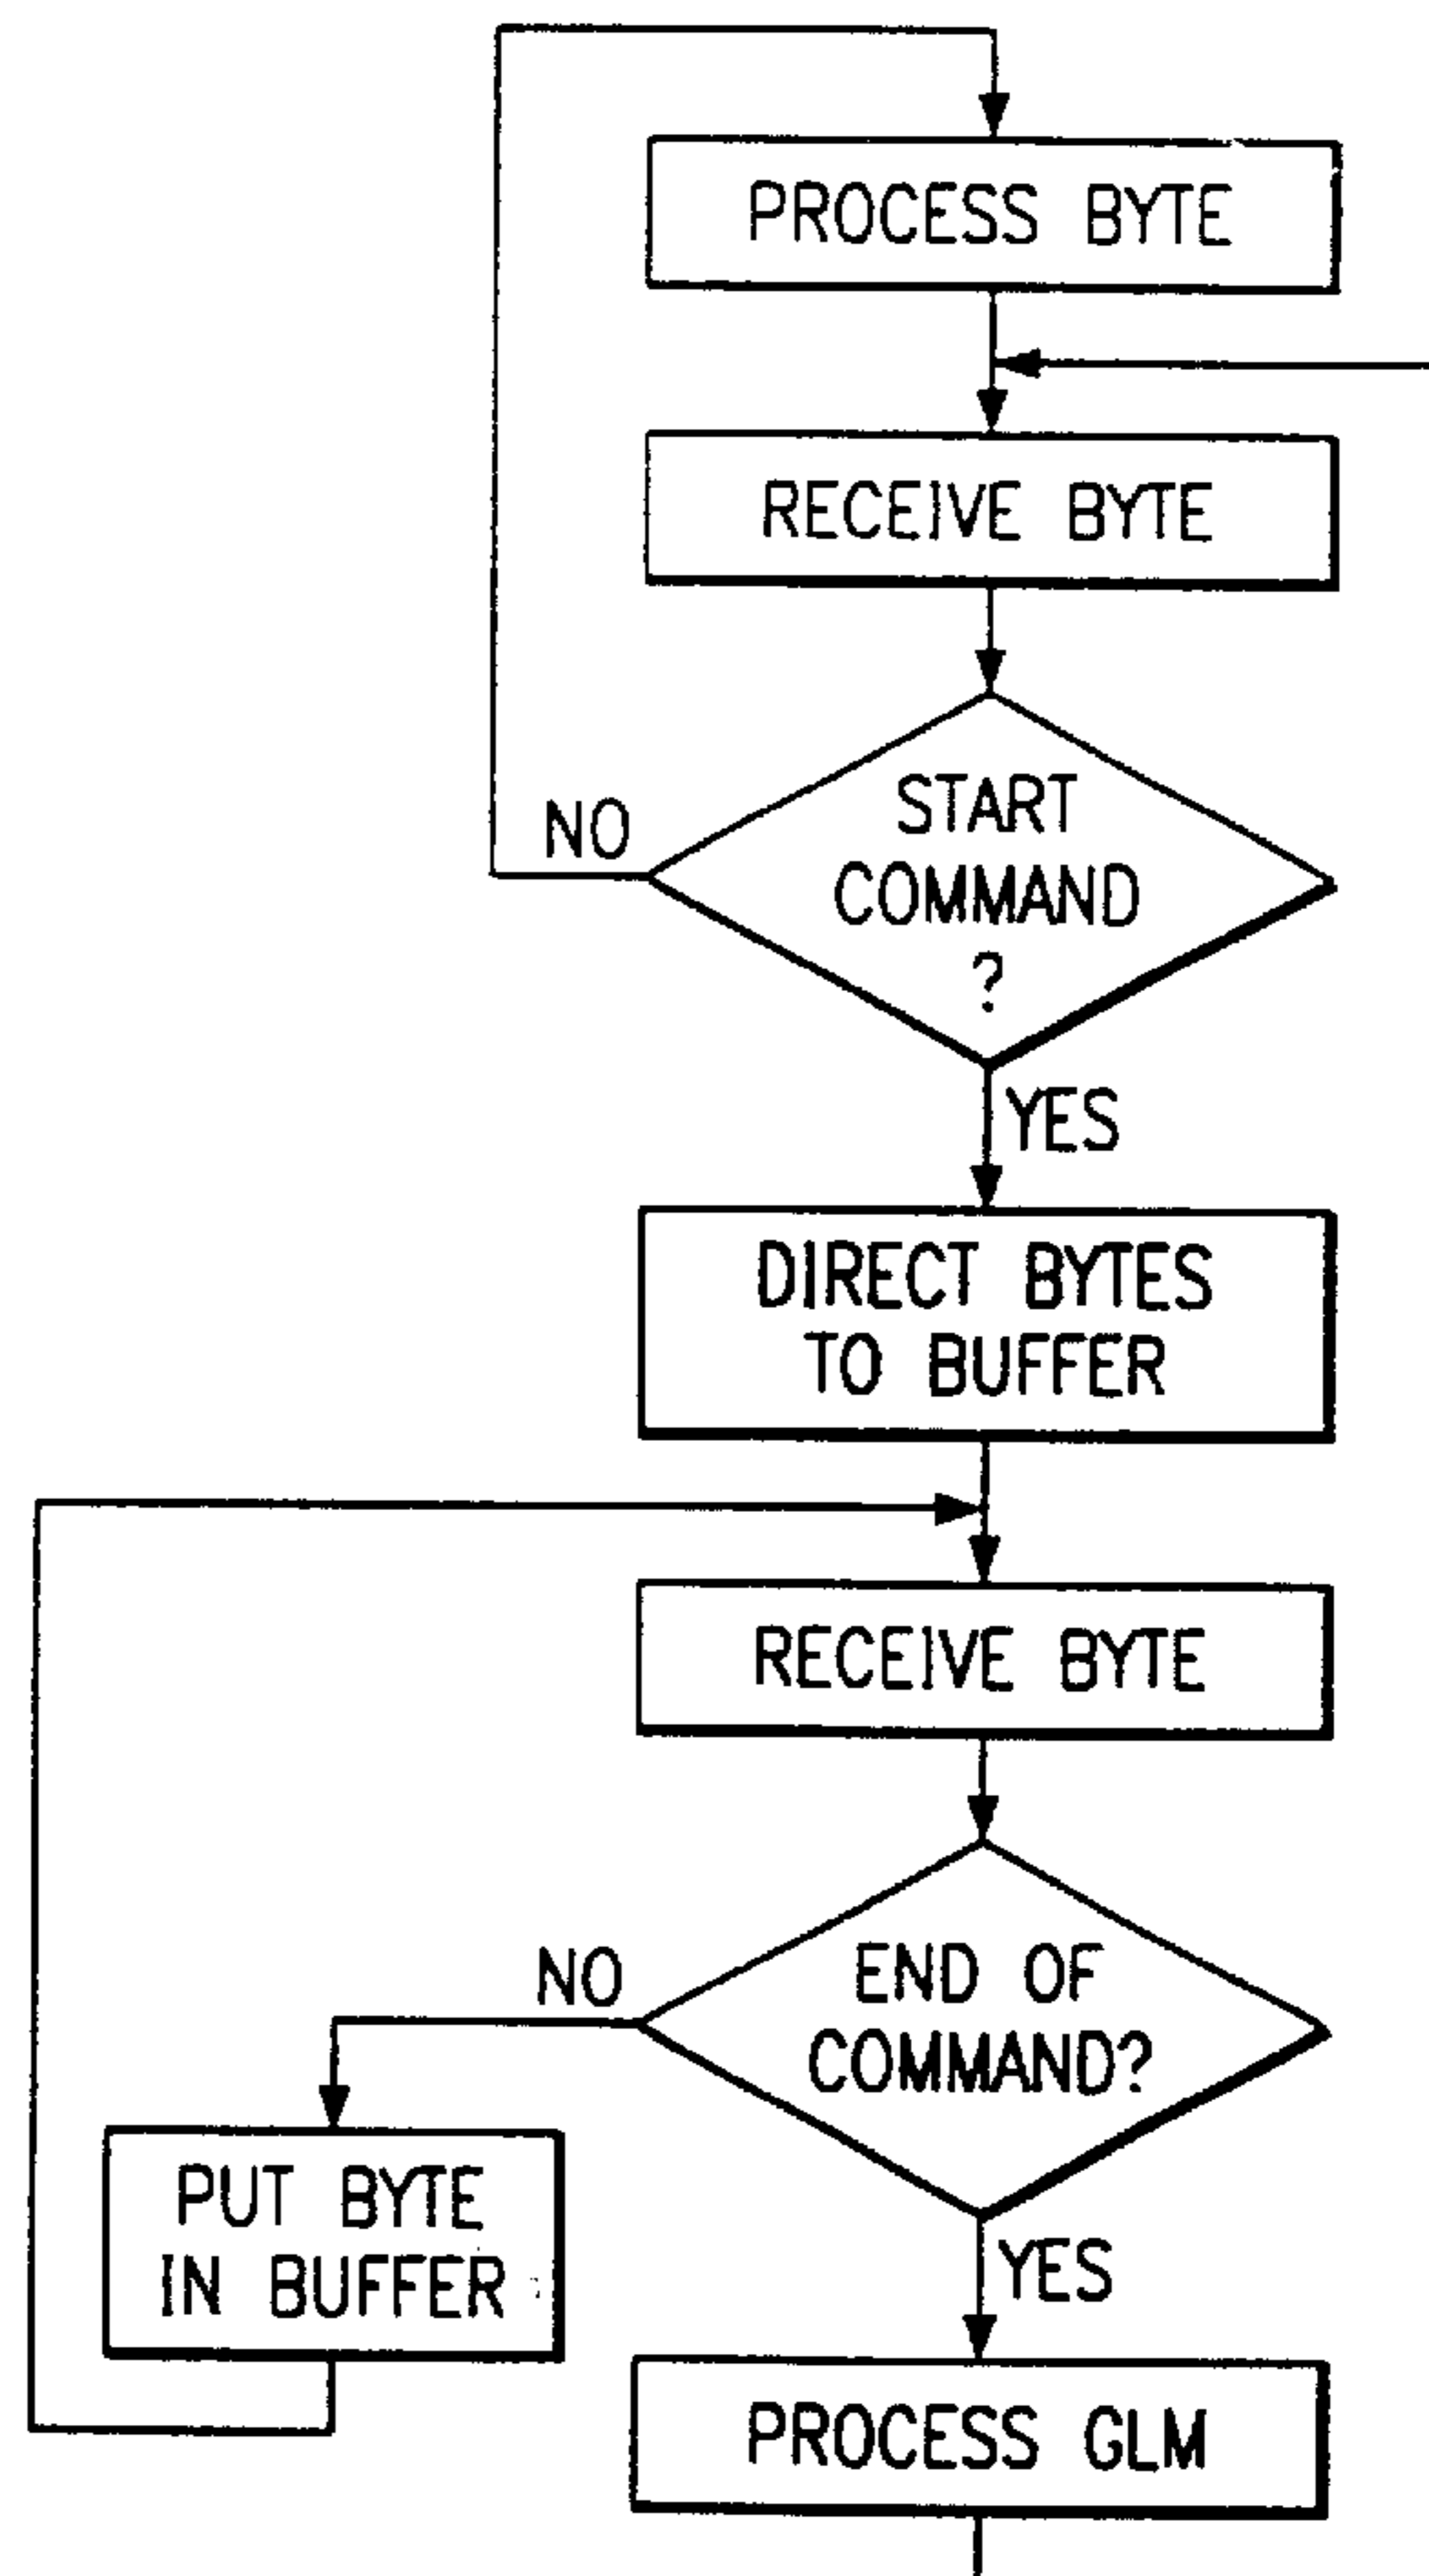 PROCESS BYTE
RECEIVE BYTE
START
COMMAND
?
NO
YES
DIRECT BYTES
TO BUFFER
RECEIVE BYTE
END OF
COMMAND?
NO
PUT BYTE
IN BUFFER
YES
PROCESS GLM